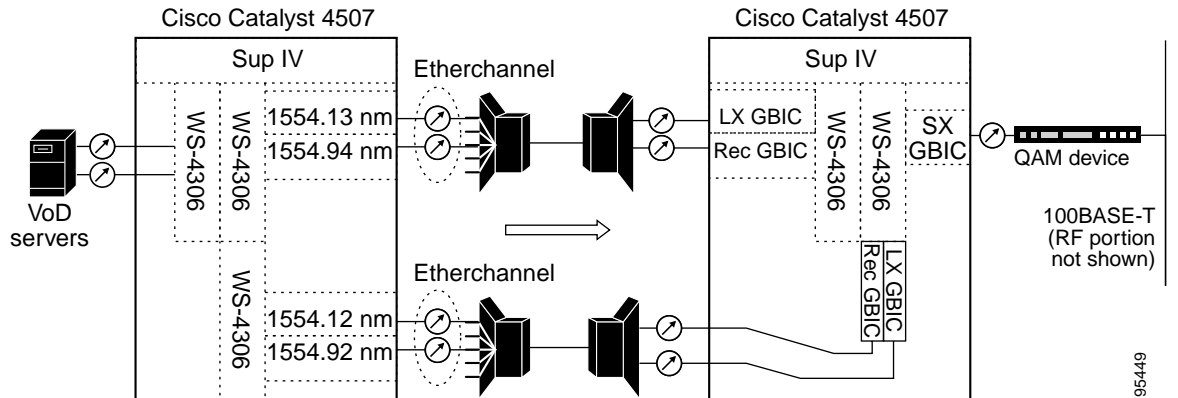 Cisco Catalyst 4507
Cisco Catalyst 4507
Sup IV
Sup IV
Etherchannel
WS-4306
WS-4306
1554.13 nm
1554.94 nm
VoD
servers
LX GBIC
Rec GBIC
WS-4306
WS-4306
SX
GBIC
QAM device
100BASE-T
(RF portion
not shown)
Etherchannel
WS-4306
1554.12 nm
1554.92 nm
Rec GBIC
LX GBIC
95449